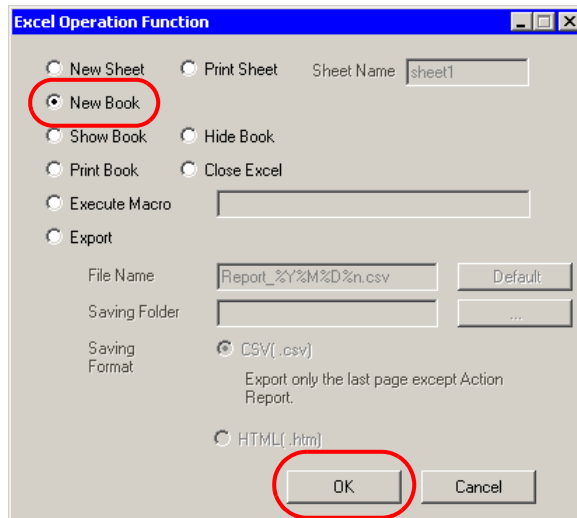 Excel Operation Function
New Sheet Print Sheet Sheet Name sheet1
New Book
Show Book Hide Book
Print Book Close Excel
Execute Macro
Export
File Name Report_%Y%M%D%n.csv Default
Saving Folder ...
Saving
Format
CSV( .csv)
Export only the last page except Action
Report.
HTML( .htm)
OK Cancel